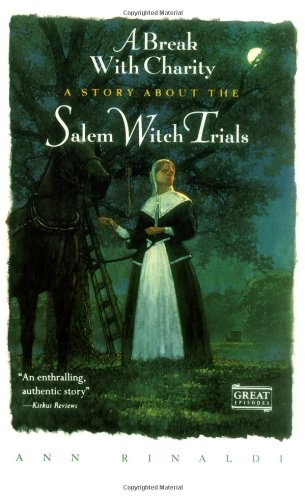 A Break
With Charity
A STORY ABOUT THE
Salem Witch Trials
"An enthralling,
authentic story"
—Kirkus Reviews
GREAT
EPISODES
ANN RINALDI